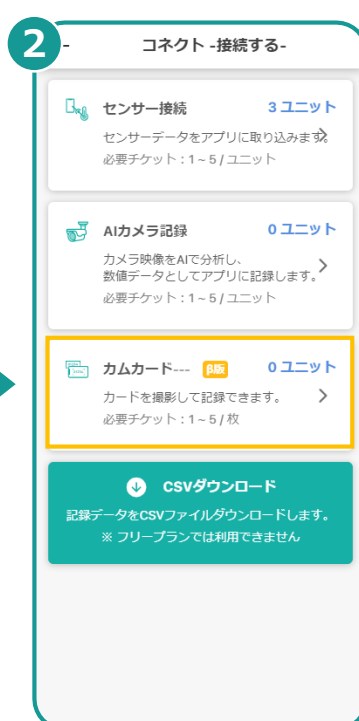 2
- コネクト -接続する-
センサー接続 3 ユニット
センサーデータをアプリに取り込みます。
必要チケット：1~5 / ユニット
AIカメラ記録 0 ユニット
カメラ映像をAIで分析し、
数値データとしてアプリに記録します。
必要チケット：1~5 / ユニット
カムカード--- β版 0 ユニット
カードを撮影して記録できます。
必要チケット：1~5 / 枚
CSVダウンロード
記録データをCSVファイルダウンロードします。
※ フリープランでは利用できません